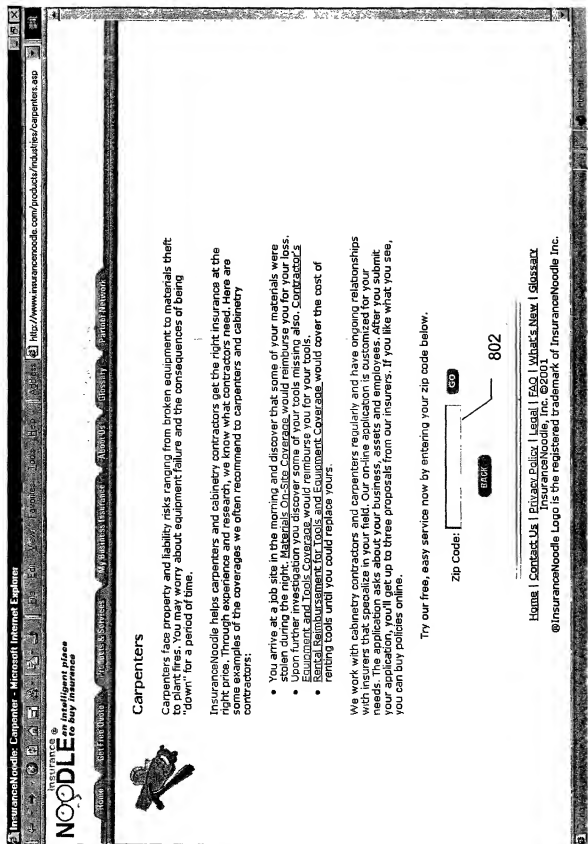 InsuranceNoodle: Carpenter - Microsoft Internet Explorer
File Edit View Favorites Tools Help Address http://www.insurancenoodle.com/products/industries/carpenters.asp
Insurance ®
NOODLE an intelligent place
to buy insurance
Home Get Free Quote Products & Services My Business Insurance About Us Glossary Partner Network
Carpenters
Carpenters face property and liability risks ranging from broken equipment to materials theft
to plant fires. You may worry about equipment failure and the consequences of being
"down" for a period of time.
InsuranceNoodle helps carpenters and cabinetry contractors get the right insurance at the
right price. Through experience and research, we know what contractors need. Here are
some examples of the coverages we often recommend to carpenters and cabinetry
contractors:
• You arrive at a job site in the morning and discover that some of your materials were
stolen during the night. Materials On-Site Coverage would reimburse you for your loss.
• Upon further investigation you discover some of your tools missing also. Contractor's
Equipment and Tools Coverage would reimburse you for your tools.
• Rental Reimbursement for Tools and Equipment Coverage would cover the cost of
renting tools until you could replace yours.
We work with cabinetry contractors and carpenters regularly and have ongoing relationships
with insurers that specialize in your field. Our on-line application is customized for your
needs. The application asks about your business, assets and employees. After you submit
your application, you'll get up to three proposals from our insurers. If you like what you see,
you can buy policies online.
Try our free, easy service now by entering your zip code below.
Zip Code: GO
BACK
802
Home | Contact Us | Privacy Policy | Legal | FAQ | What's New | Glossary
InsuranceNoodle, Inc. ©2001
®InsuranceNoodle Logo is the registered trademark of InsuranceNoodle Inc.